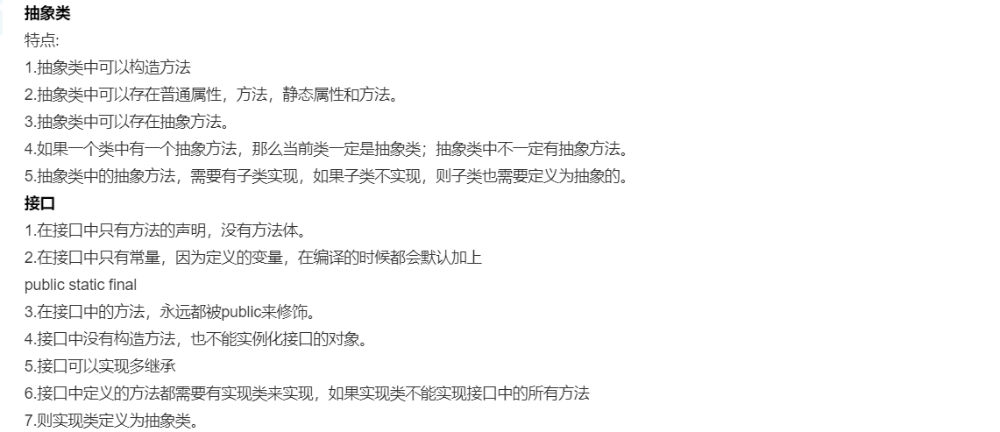 抽象类
特点:
1.抽象类中可以构造方法
2.抽象类中可以存在普通属性，方法，静态属性和方法。
3.抽象类中可以存在抽象方法。
4.如果一个类中有一个抽象方法，那么当前类一定是抽象类；抽象类中不一定有抽象方法。
5.抽象类中的抽象方法，需要有子类实现，如果子类不实现，则子类也需要定义为抽象的。
接口
1.在接口中只有方法的声明，没有方法体。
2.在接口中只有常量，因为定义的变量，在编译的时候都会默认加上
public static final
3.在接口中的方法，永远都被public来修饰。
4.接口中没有构造方法，也不能实例化接口的对象。
5.接口可以实现多继承
6.接口中定义的方法都需要有实现类来实现，如果实现类不能实现接口中的所有方法
7.则实现类定义为抽象类。